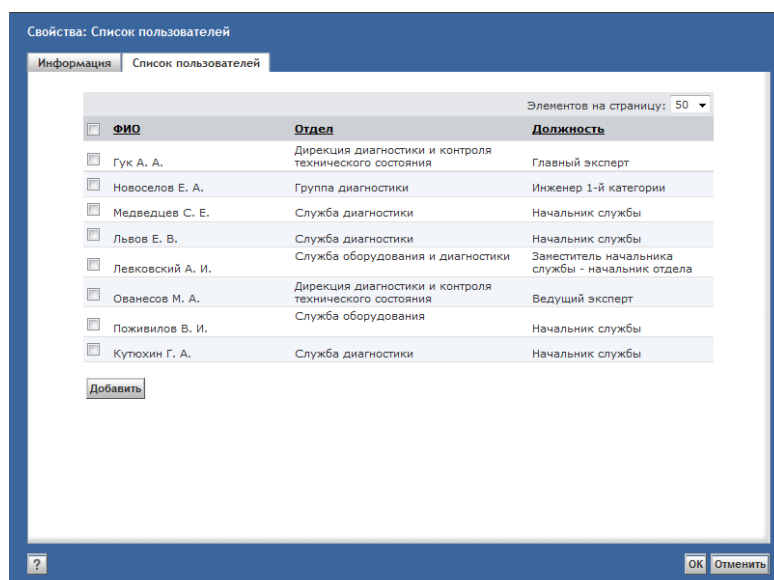 Свойства: Список пользователей
Информация Список пользователей
Элементов на страницу: 50
ФИО Отдел Должность
Гук А. А. Дирекция диагностики и контроля технического состояния Главный эксперт
Новоселов Е. А. Группа диагностики Инженер 1-й категории
Медведцев С. Е. Служба диагностики Начальник службы
Львов Е. В. Служба диагностики Начальник службы
Левковский А. И. Служба оборудования и диагностики Заместитель начальника службы - начальник отдела
Ованесов М. А. Дирекция диагностики и контроля технического состояния Ведущий эксперт
Поживилов В. И. Служба оборудования Начальник службы
Кутюхин Г. А. Служба диагностики Начальник службы
Добавить
? ОК Отменить